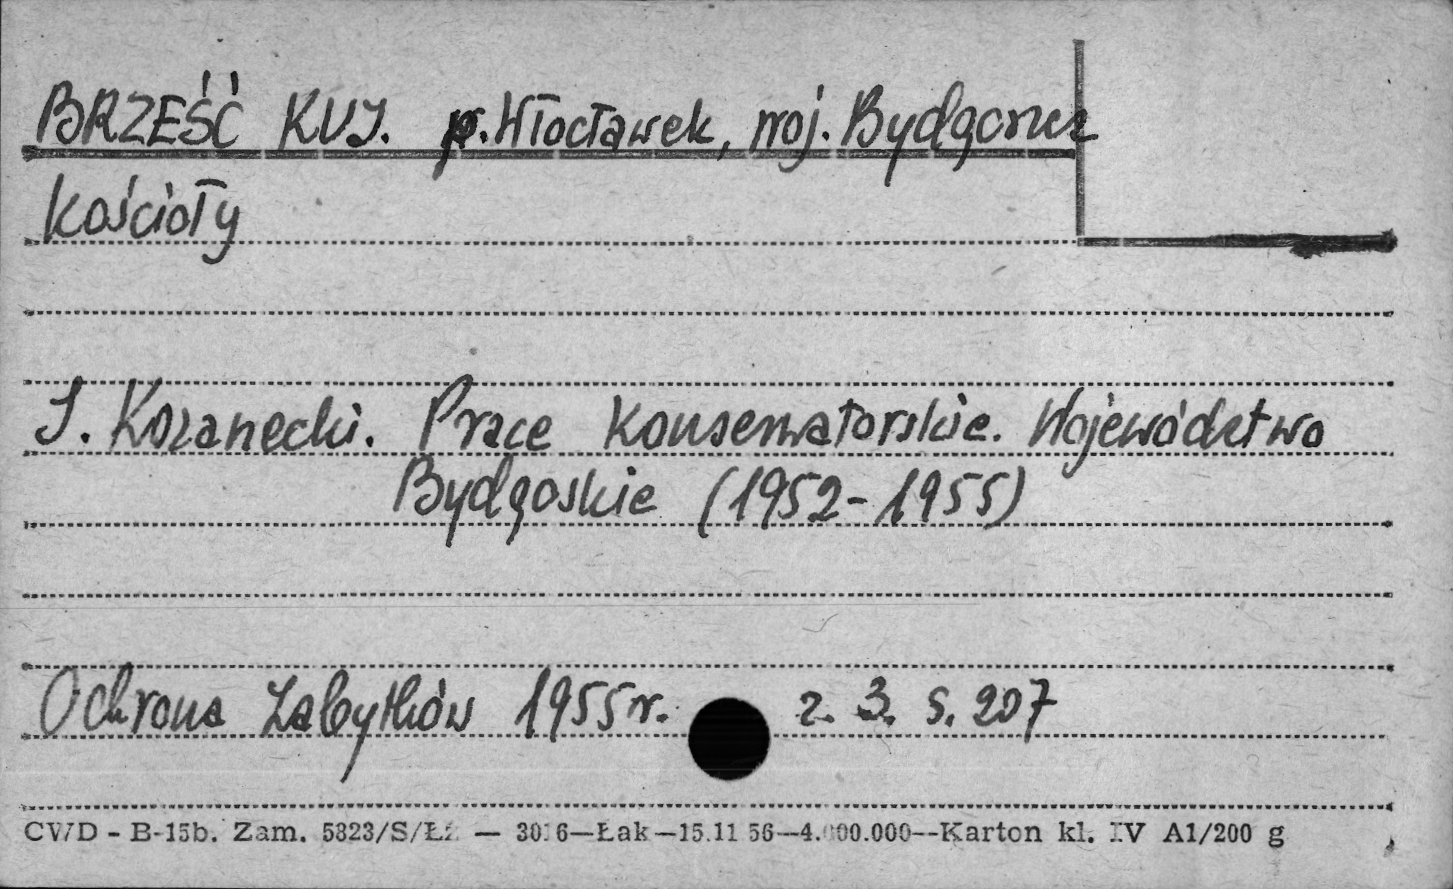 BRZEŚĆ KUJ. p. Włocławek, woj. Bydgoszcz
Kościoły
J. Kozanecki. Prace Konserwatorskie. Województwo
Bydgoskie (1952-1955)
Ochrona Zabytków 1955 r. z. 3. s. 207
CWD - B-15b. Zam. 5823/S/Łź — 3016—Łak—15.11 56—4.000.000--Karton kl. IV A1/200 g